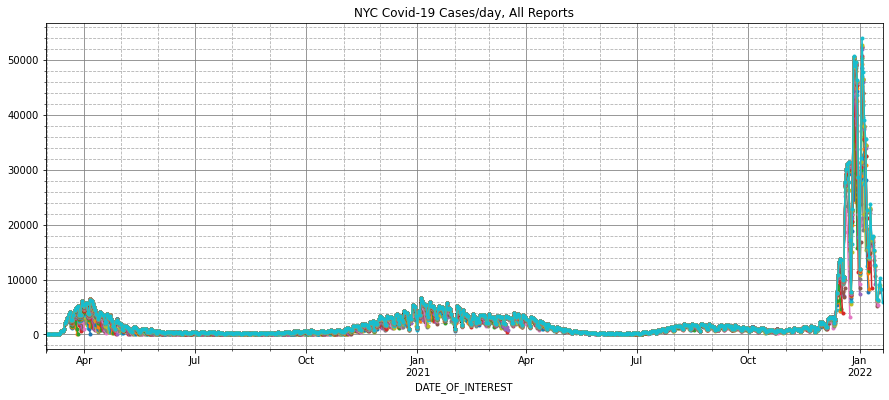 NYC Covid-19 Cases/day, All Reports
50000
40000
30000
20000
10000
0
Apr Jul Oct Jan Apr Jul Oct Jan
2021 2022
DATE_OF_INTEREST